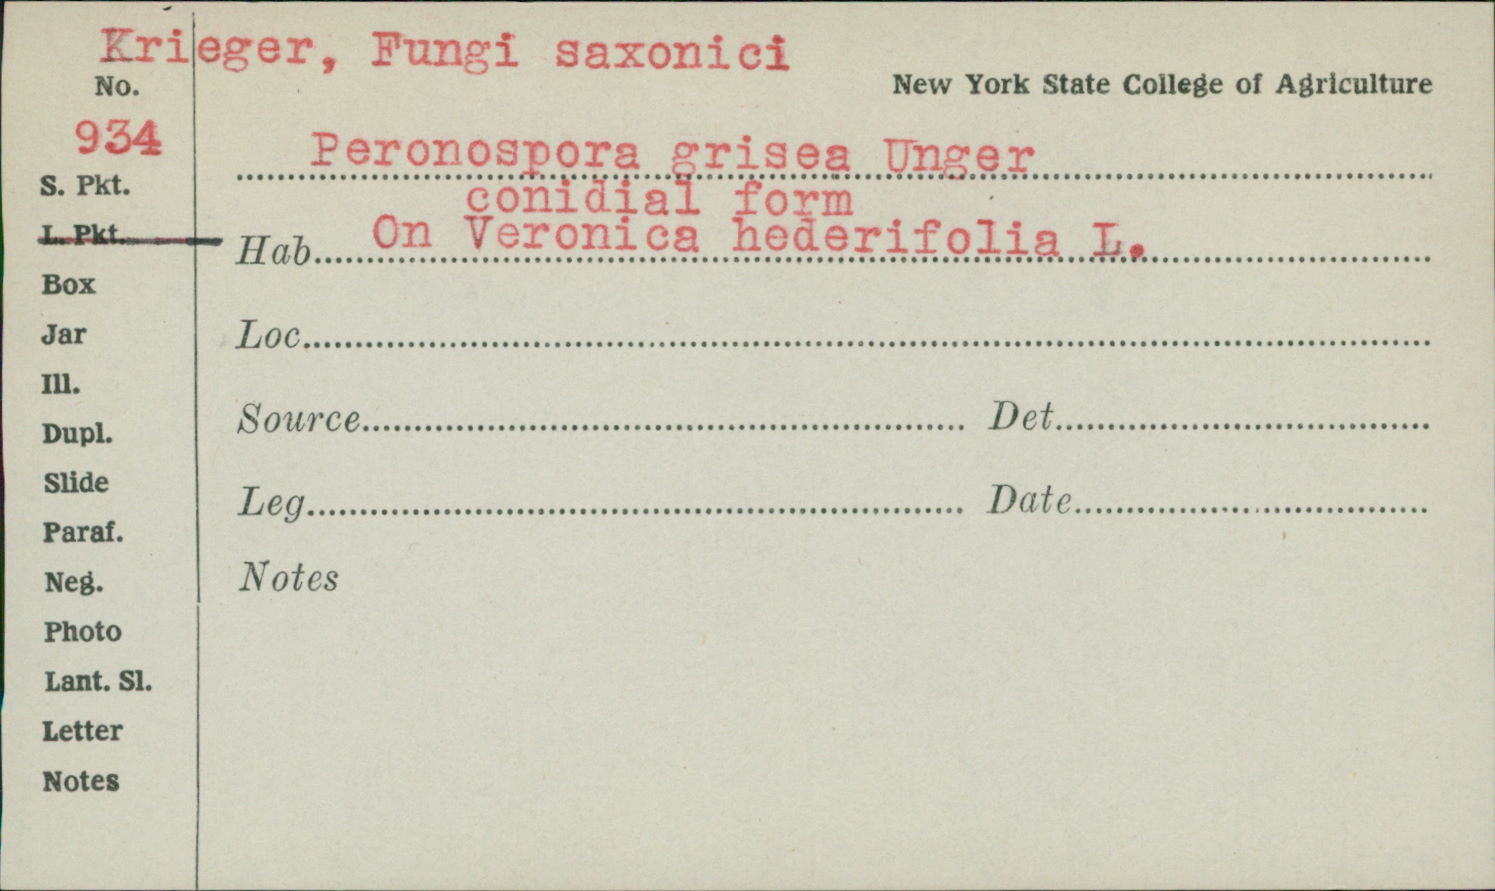 Krieger, Fungi saxonici
New York State College of Agriculture
No.
934
Peronospora grisea Unger
conidial form
S. Pkt.
L. Pkt.
Hab. On Veronica hederifolia L.
Box
Jar
Loc.
Ill.
Dupl.
Source Det.
Slide
Leg. Date
Paraf.
Neg.
Notes
Photo
Lant. Sl.
Letter
Notes